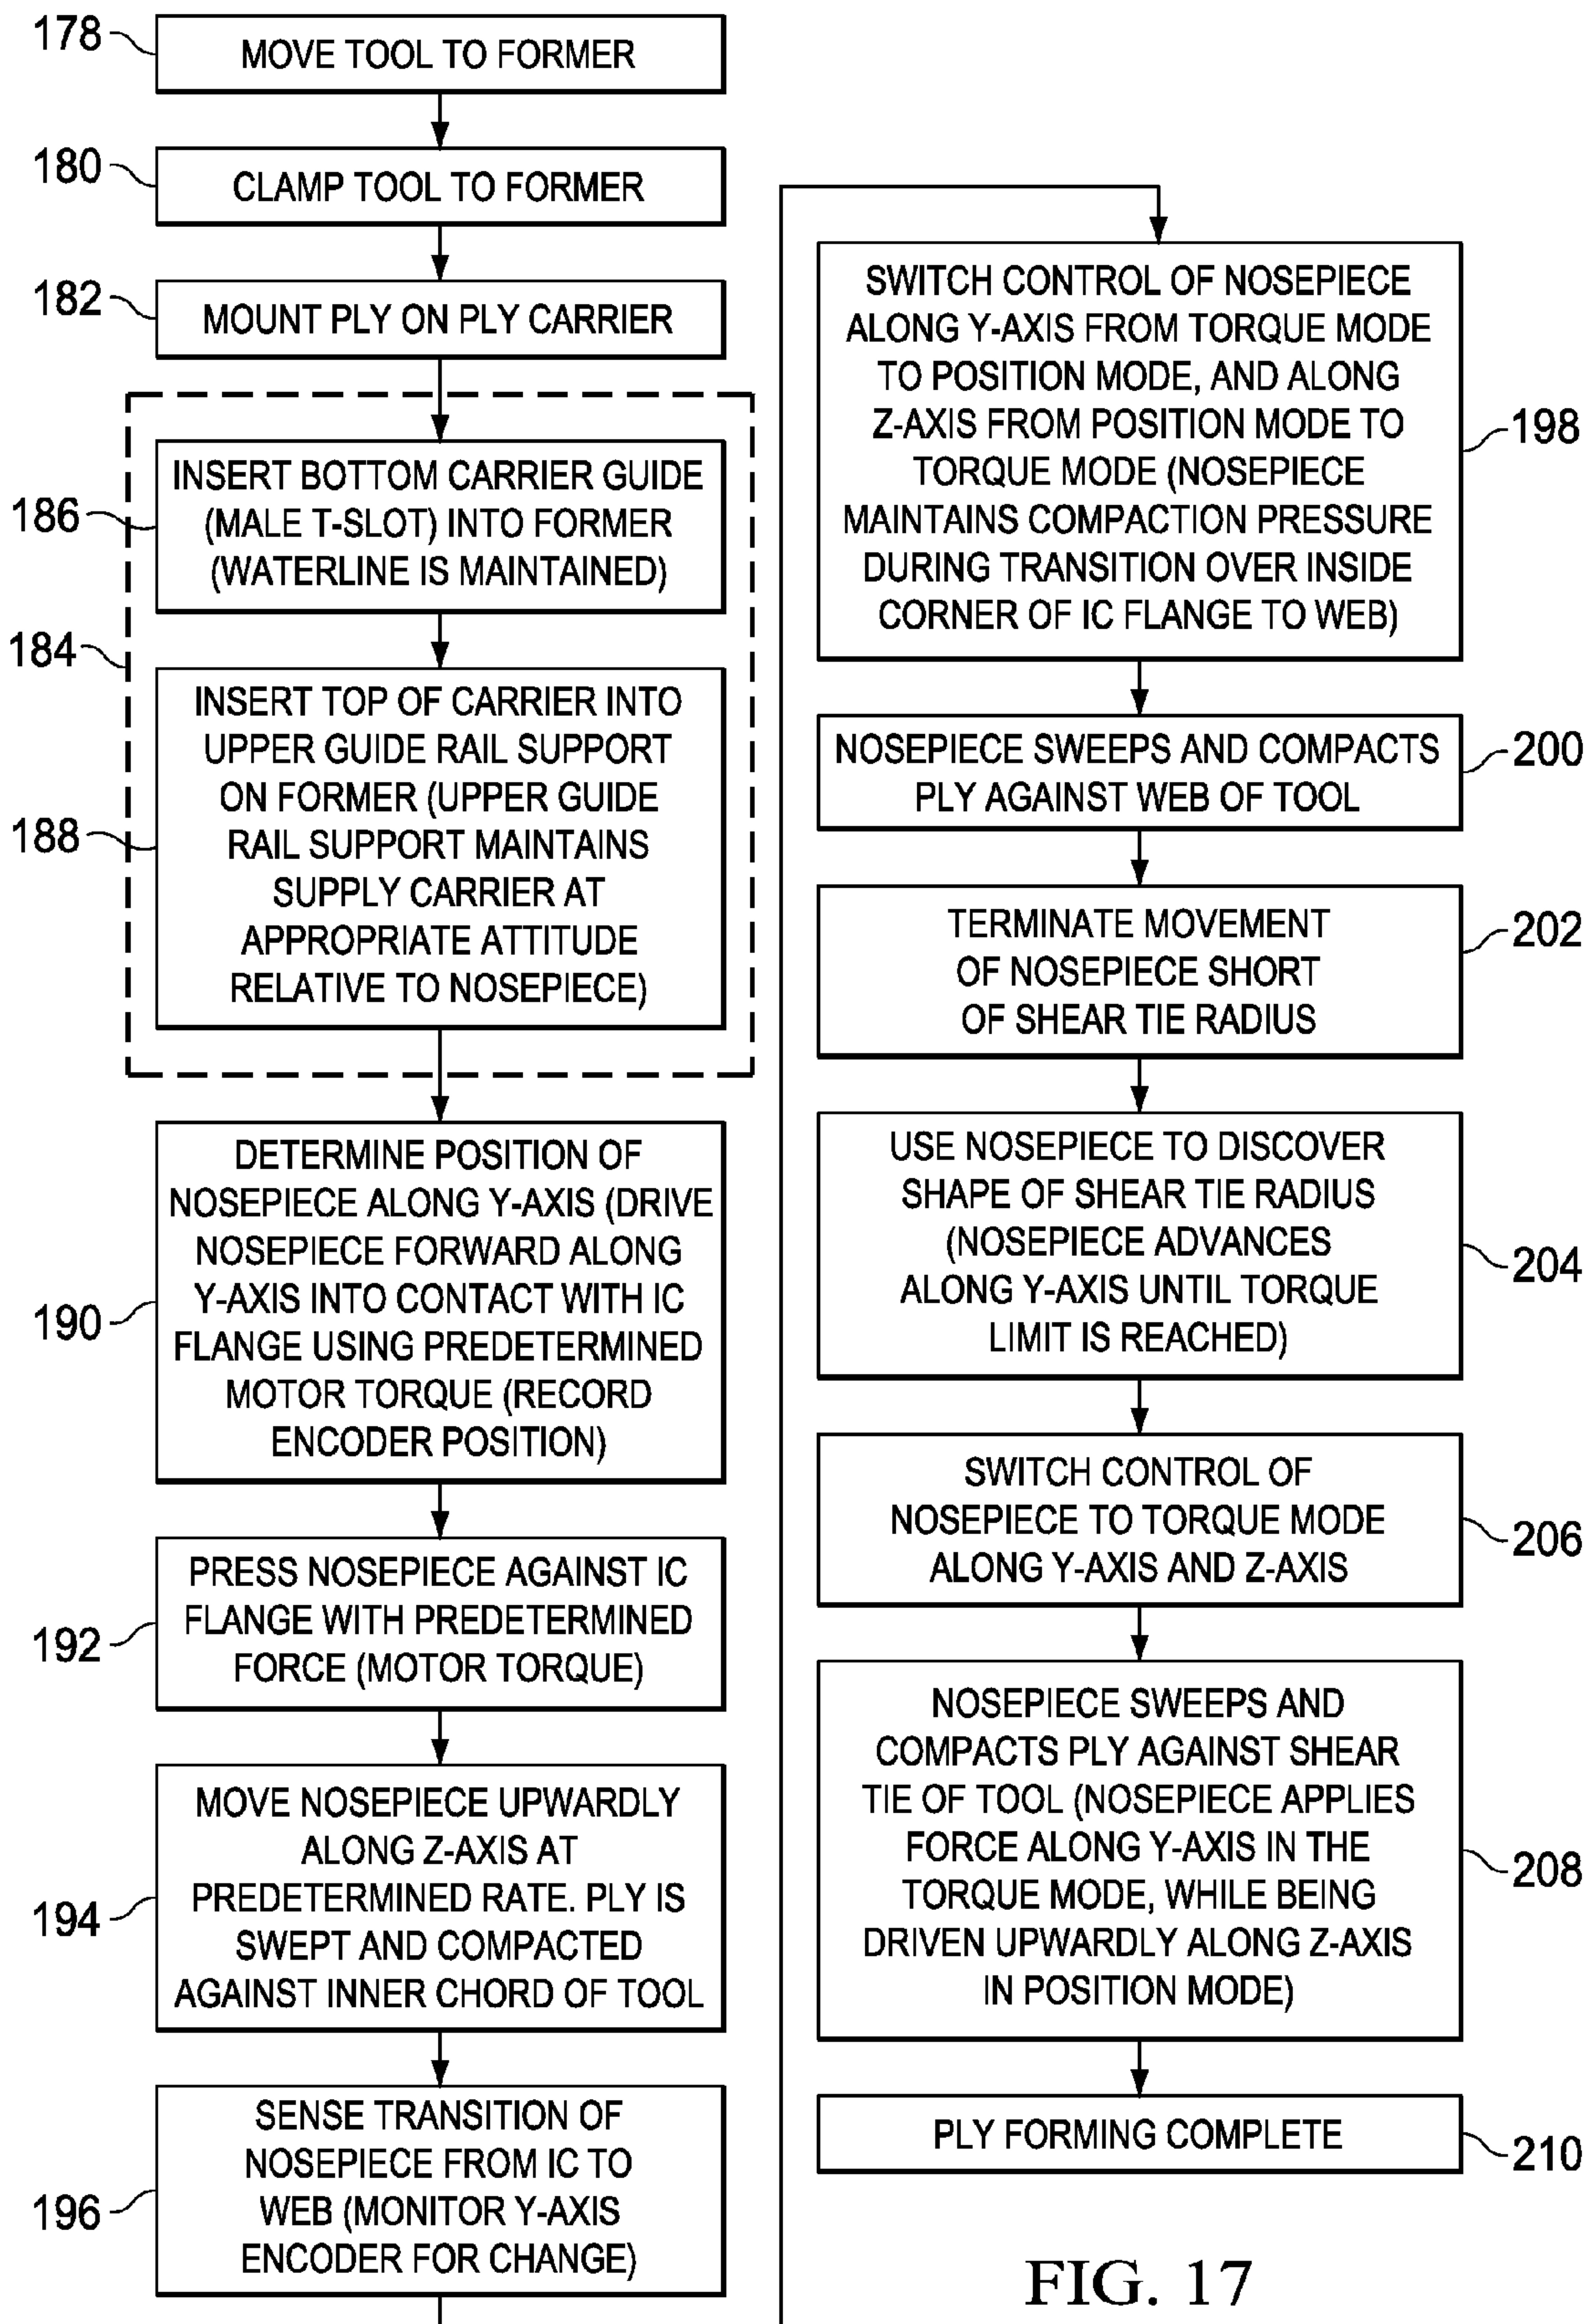 178
MOVE TOOL TO FORMER
180
CLAMP TOOL TO FORMER
182
MOUNT PLY ON PLY CARRIER
184
186
INSERT BOTTOM CARRIER GUIDE
(MALE T-SLOT) INTO FORMER
(WATERLINE IS MAINTAINED)
188
INSERT TOP OF CARRIER INTO
UPPER GUIDE RAIL SUPPORT
ON FORMER (UPPER GUIDE
RAIL SUPPORT MAINTAINS
SUPPLY CARRIER AT
APPROPRIATE ATTITUDE
RELATIVE TO NOSEPIECE)
190
DETERMINE POSITION OF
NOSEPIECE ALONG Y-AXIS (DRIVE
NOSEPIECE FORWARD ALONG
Y-AXIS INTO CONTACT WITH IC
FLANGE USING PREDETERMINED
MOTOR TORQUE (RECORD
ENCODER POSITION)
192
PRESS NOSEPIECE AGAINST IC
FLANGE WITH PREDETERMINED
FORCE (MOTOR TORQUE)
194
MOVE NOSEPIECE UPWARDLY
ALONG Z-AXIS AT
PREDETERMINED RATE. PLY IS
SWEPT AND COMPACTED
AGAINST INNER CHORD OF TOOL
196
SENSE TRANSITION OF
NOSEPIECE FROM IC TO
WEB (MONITOR Y-AXIS
ENCODER FOR CHANGE)
SWITCH CONTROL OF NOSEPIECE
ALONG Y-AXIS FROM TORQUE MODE
TO POSITION MODE, AND ALONG
Z-AXIS FROM POSITION MODE TO
TORQUE MODE (NOSEPIECE
MAINTAINS COMPACTION PRESSURE
DURING TRANSITION OVER INSIDE
CORNER OF IC FLANGE TO WEB)
198
NOSEPIECE SWEEPS AND COMPACTS
PLY AGAINST WEB OF TOOL
200
TERMINATE MOVEMENT
OF NOSEPIECE SHORT
OF SHEAR TIE RADIUS
202
USE NOSEPIECE TO DISCOVER
SHAPE OF SHEAR TIE RADIUS
(NOSEPIECE ADVANCES
ALONG Y-AXIS UNTIL TORQUE
LIMIT IS REACHED)
204
SWITCH CONTROL OF
NOSEPIECE TO TORQUE MODE
ALONG Y-AXIS AND Z-AXIS
206
NOSEPIECE SWEEPS AND
COMPACTS PLY AGAINST SHEAR
TIE OF TOOL (NOSEPIECE APPLIES
FORCE ALONG Y-AXIS IN THE
TORQUE MODE, WHILE BEING
DRIVEN UPWARDLY ALONG Z-AXIS
IN POSITION MODE)
208
PLY FORMING COMPLETE
210
FIG. 17